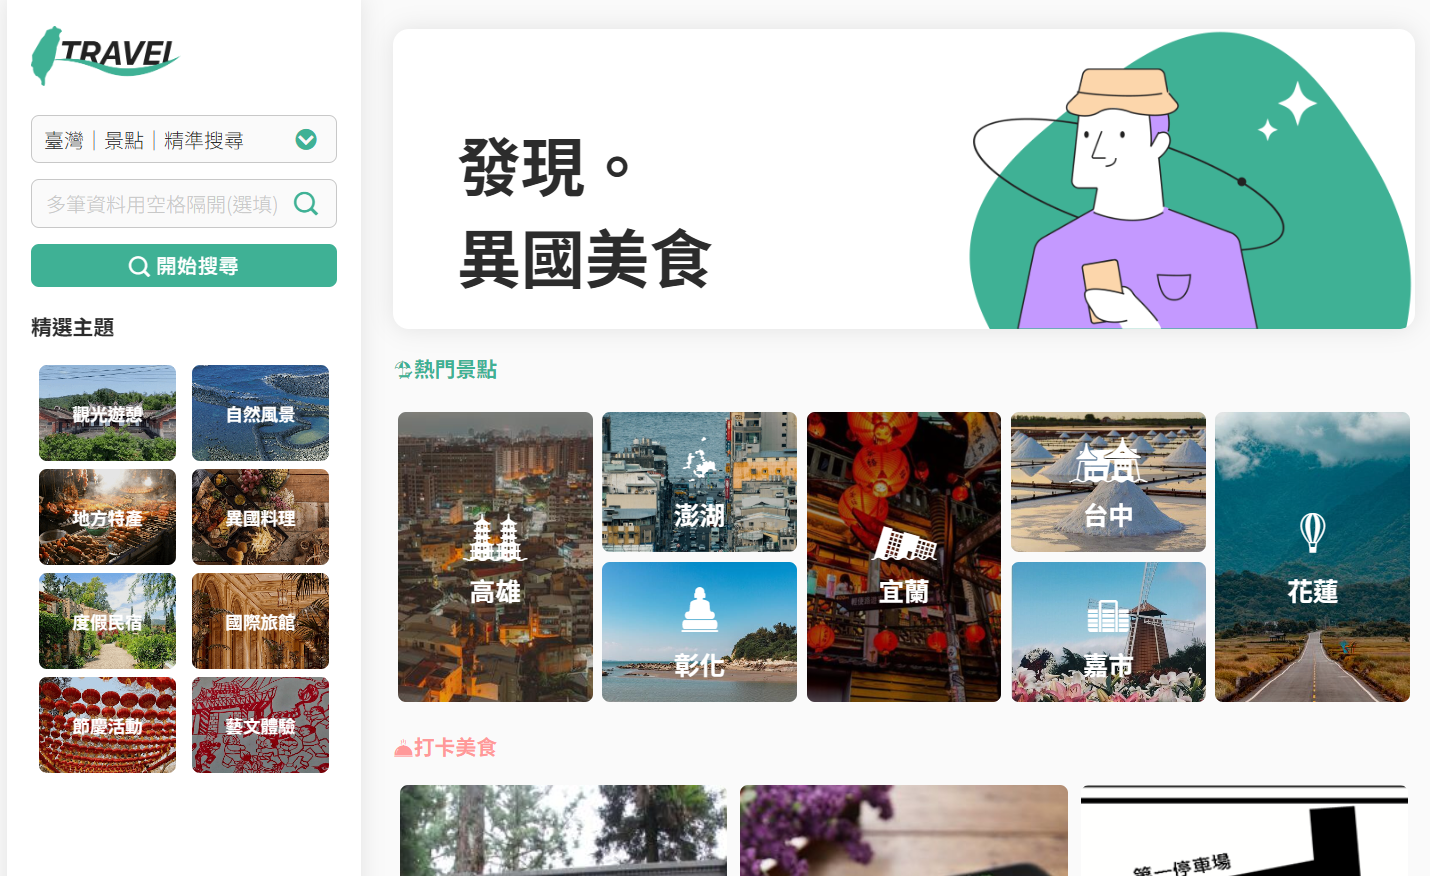 TRAVEL
臺灣｜景點｜精準搜尋
多筆資料用空格隔開(選填)
開始搜尋
精選主題
觀光遊憩
自然風景
地方特產
異國料理
度假民宿
國際旅館
節慶活動
藝文體驗
發現。
異國美食
熱門景點
高雄
澎湖
彰化
宜蘭
台中
嘉市
花蓮
打卡美食
第一停車場